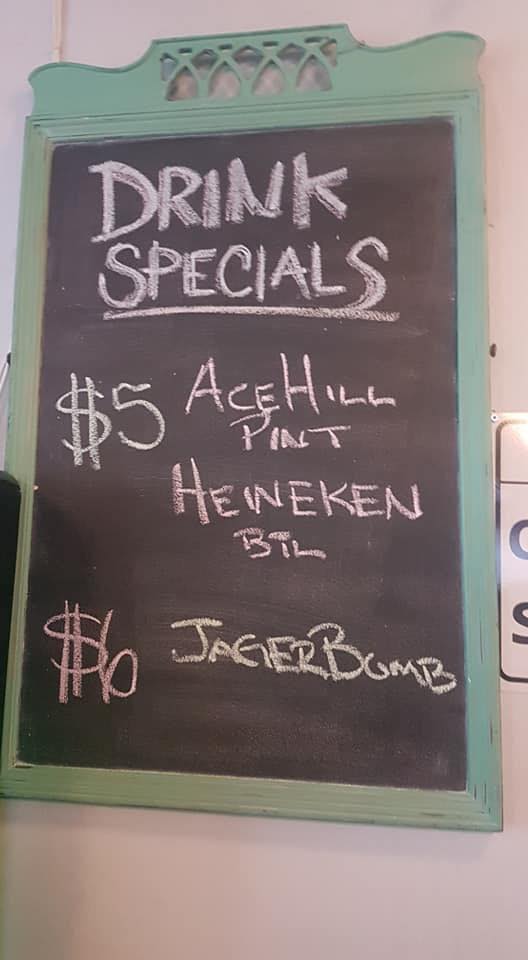 DRINK
SPECIALS
$5 ACEHILL
PINT
HEINEKEN
BTL
$6 JAGERBOMB